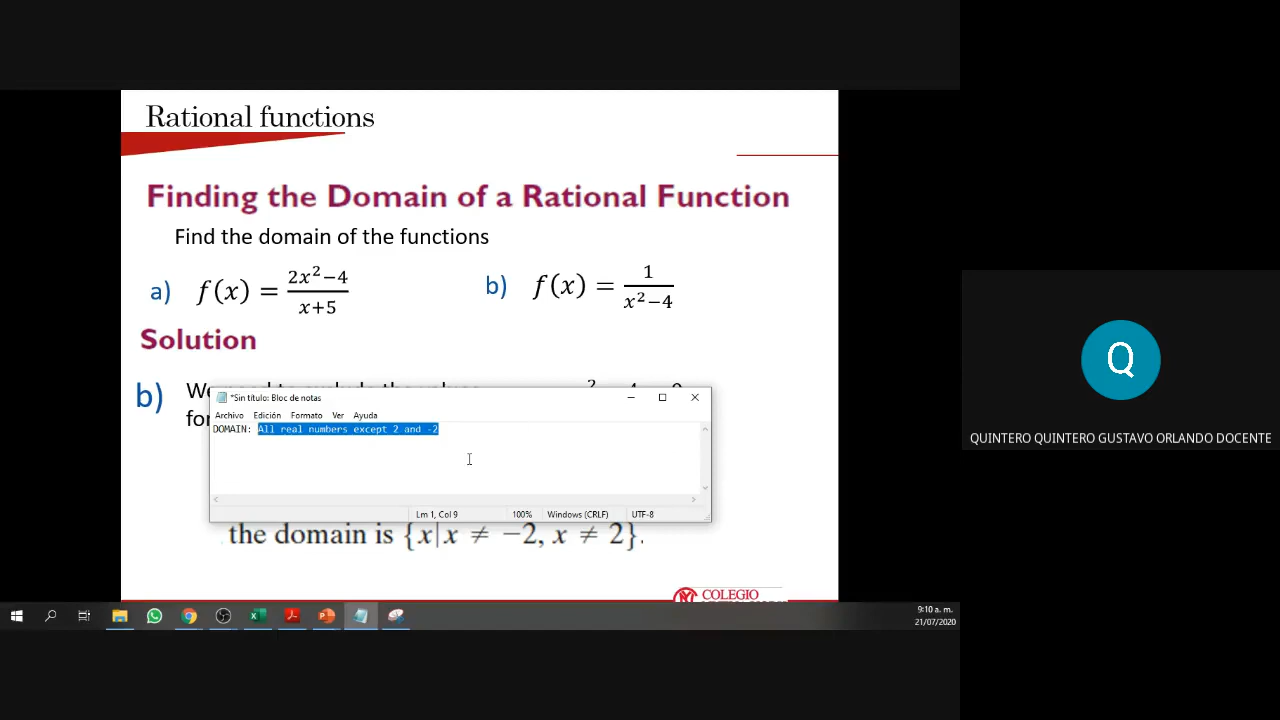 Rational functions
Finding the Domain of a Rational Function
Find the domain of the functions
a) f(x) = 2x²−4 / x+5
b) f(x) = 1 / x²−4
Solution
b) We
for
*Sin título: Bloc de notas
Archivo Edición Formato Ver Ayuda
DOMAIN: All real numbers except 2 and -2
Lm 1, Col 9 100% Windows (CRLF) UTF-8
the domain is {x|x ≠ −2, x ≠ 2}.
COLEGIO
9:10 a. m.
21/07/2020
Q
QUINTERO QUINTERO GUSTAVO ORLANDO DOCENTE